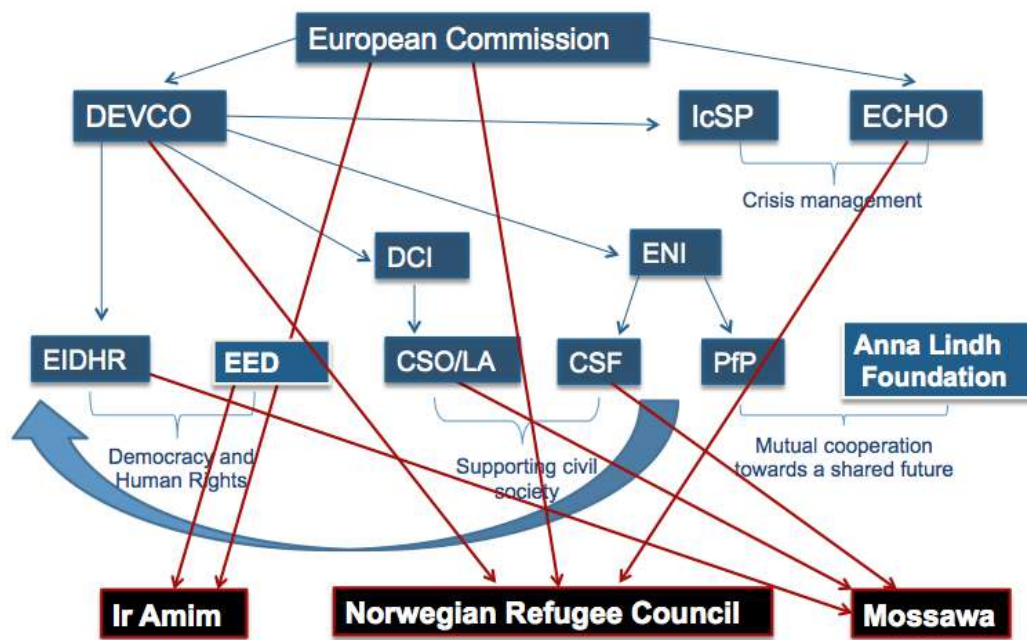 European Commission
DEVCO
IcSP
ECHO
Crisis management
DCI
ENI
EIDHR
EED
CSO/LA
CSF
PfP
Anna Lindh
Foundation
Democracy and
Human Rights
Supporting civil
society
Mutual cooperation
towards a shared future
Ir Amim
Norwegian Refugee Council
Mossawa